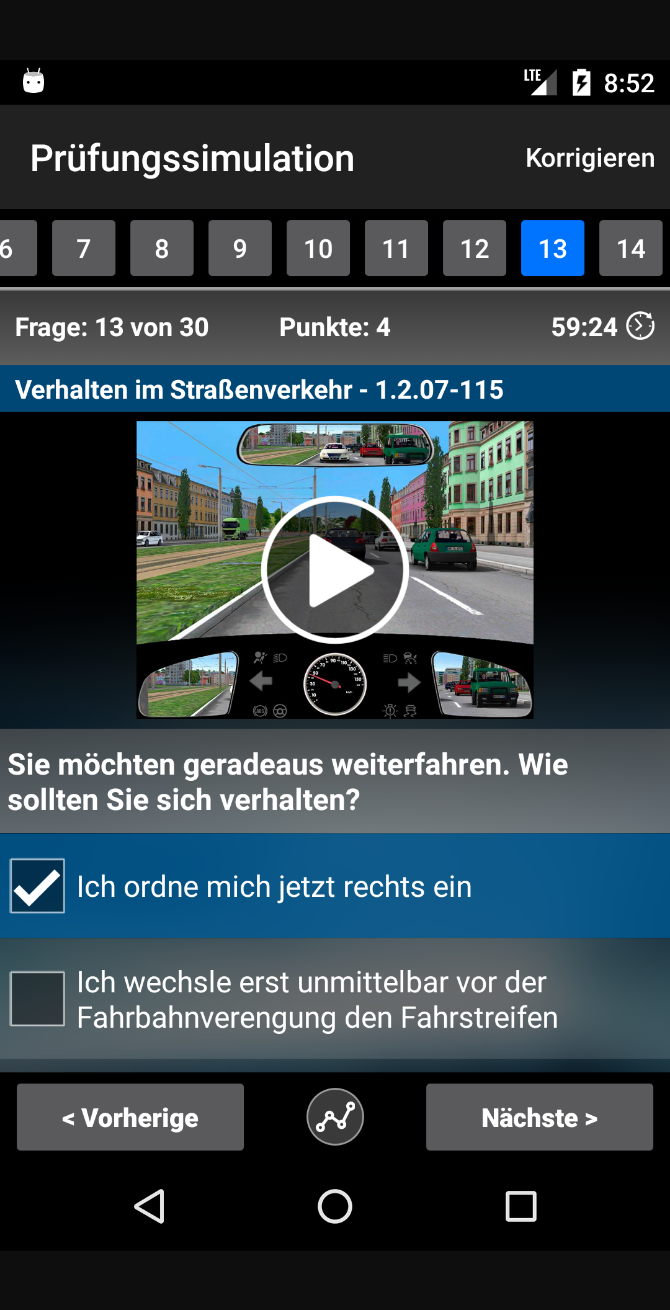 LTE 8:52
Prüfungssimulation Korrigieren
6 7 8 9 10 11 12 13 14
Frage: 13 von 30 Punkte: 4 59:24
Verhalten im Straßenverkehr - 1.2.07-115
Sie möchten geradeaus weiterfahren. Wie
sollten Sie sich verhalten?
Ich ordne mich jetzt rechts ein
Ich wechsle erst unmittelbar vor der
Fahrbahnverengung den Fahrstreifen
< Vorherige Nächste >